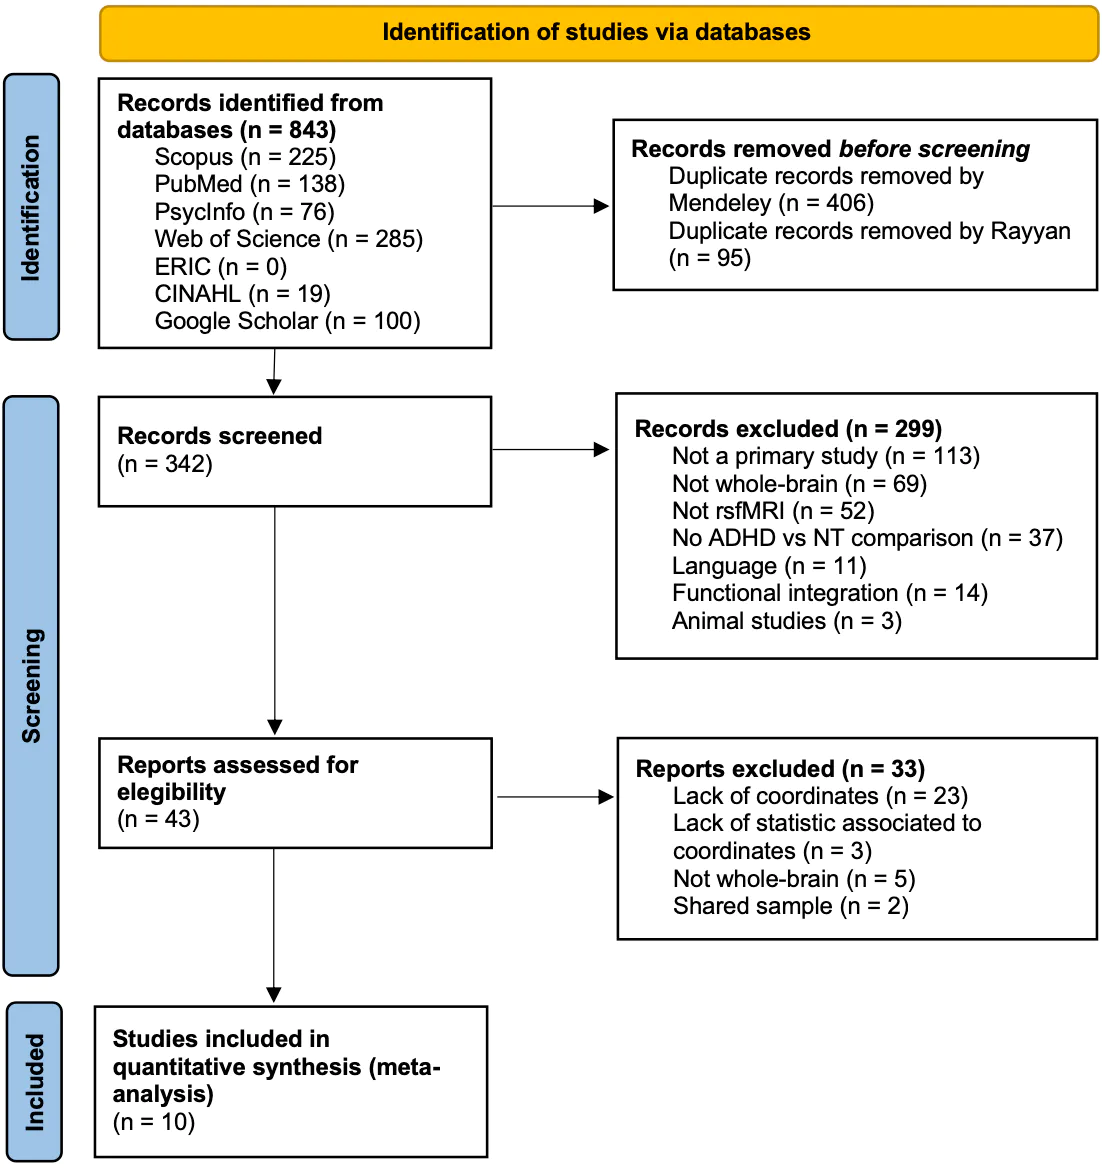 Identification of studies via databases
Identification
Records identified from
databases (n = 843)
Scopus (n = 225)
PubMed (n = 138)
PsycInfo (n = 76)
Web of Science (n = 285)
ERIC (n = 0)
CINAHL (n = 19)
Google Scholar (n = 100)
Records removed before screening
Duplicate records removed by
Mendeley (n = 406)
Duplicate records removed by Rayyan
(n = 95)
Screening
Records screened
(n = 342)
Records excluded (n = 299)
Not a primary study (n = 113)
Not whole-brain (n = 69)
Not rsfMRI (n = 52)
No ADHD vs NT comparison (n = 37)
Language (n = 11)
Functional integration (n = 14)
Animal studies (n = 3)
Reports assessed for
elegibility
(n = 43)
Reports excluded (n = 33)
Lack of coordinates (n = 23)
Lack of statistic associated to
coordinates (n = 3)
Not whole-brain (n = 5)
Shared sample (n = 2)
Included
Studies included in
quantitative synthesis (meta-
analysis)
(n = 10)